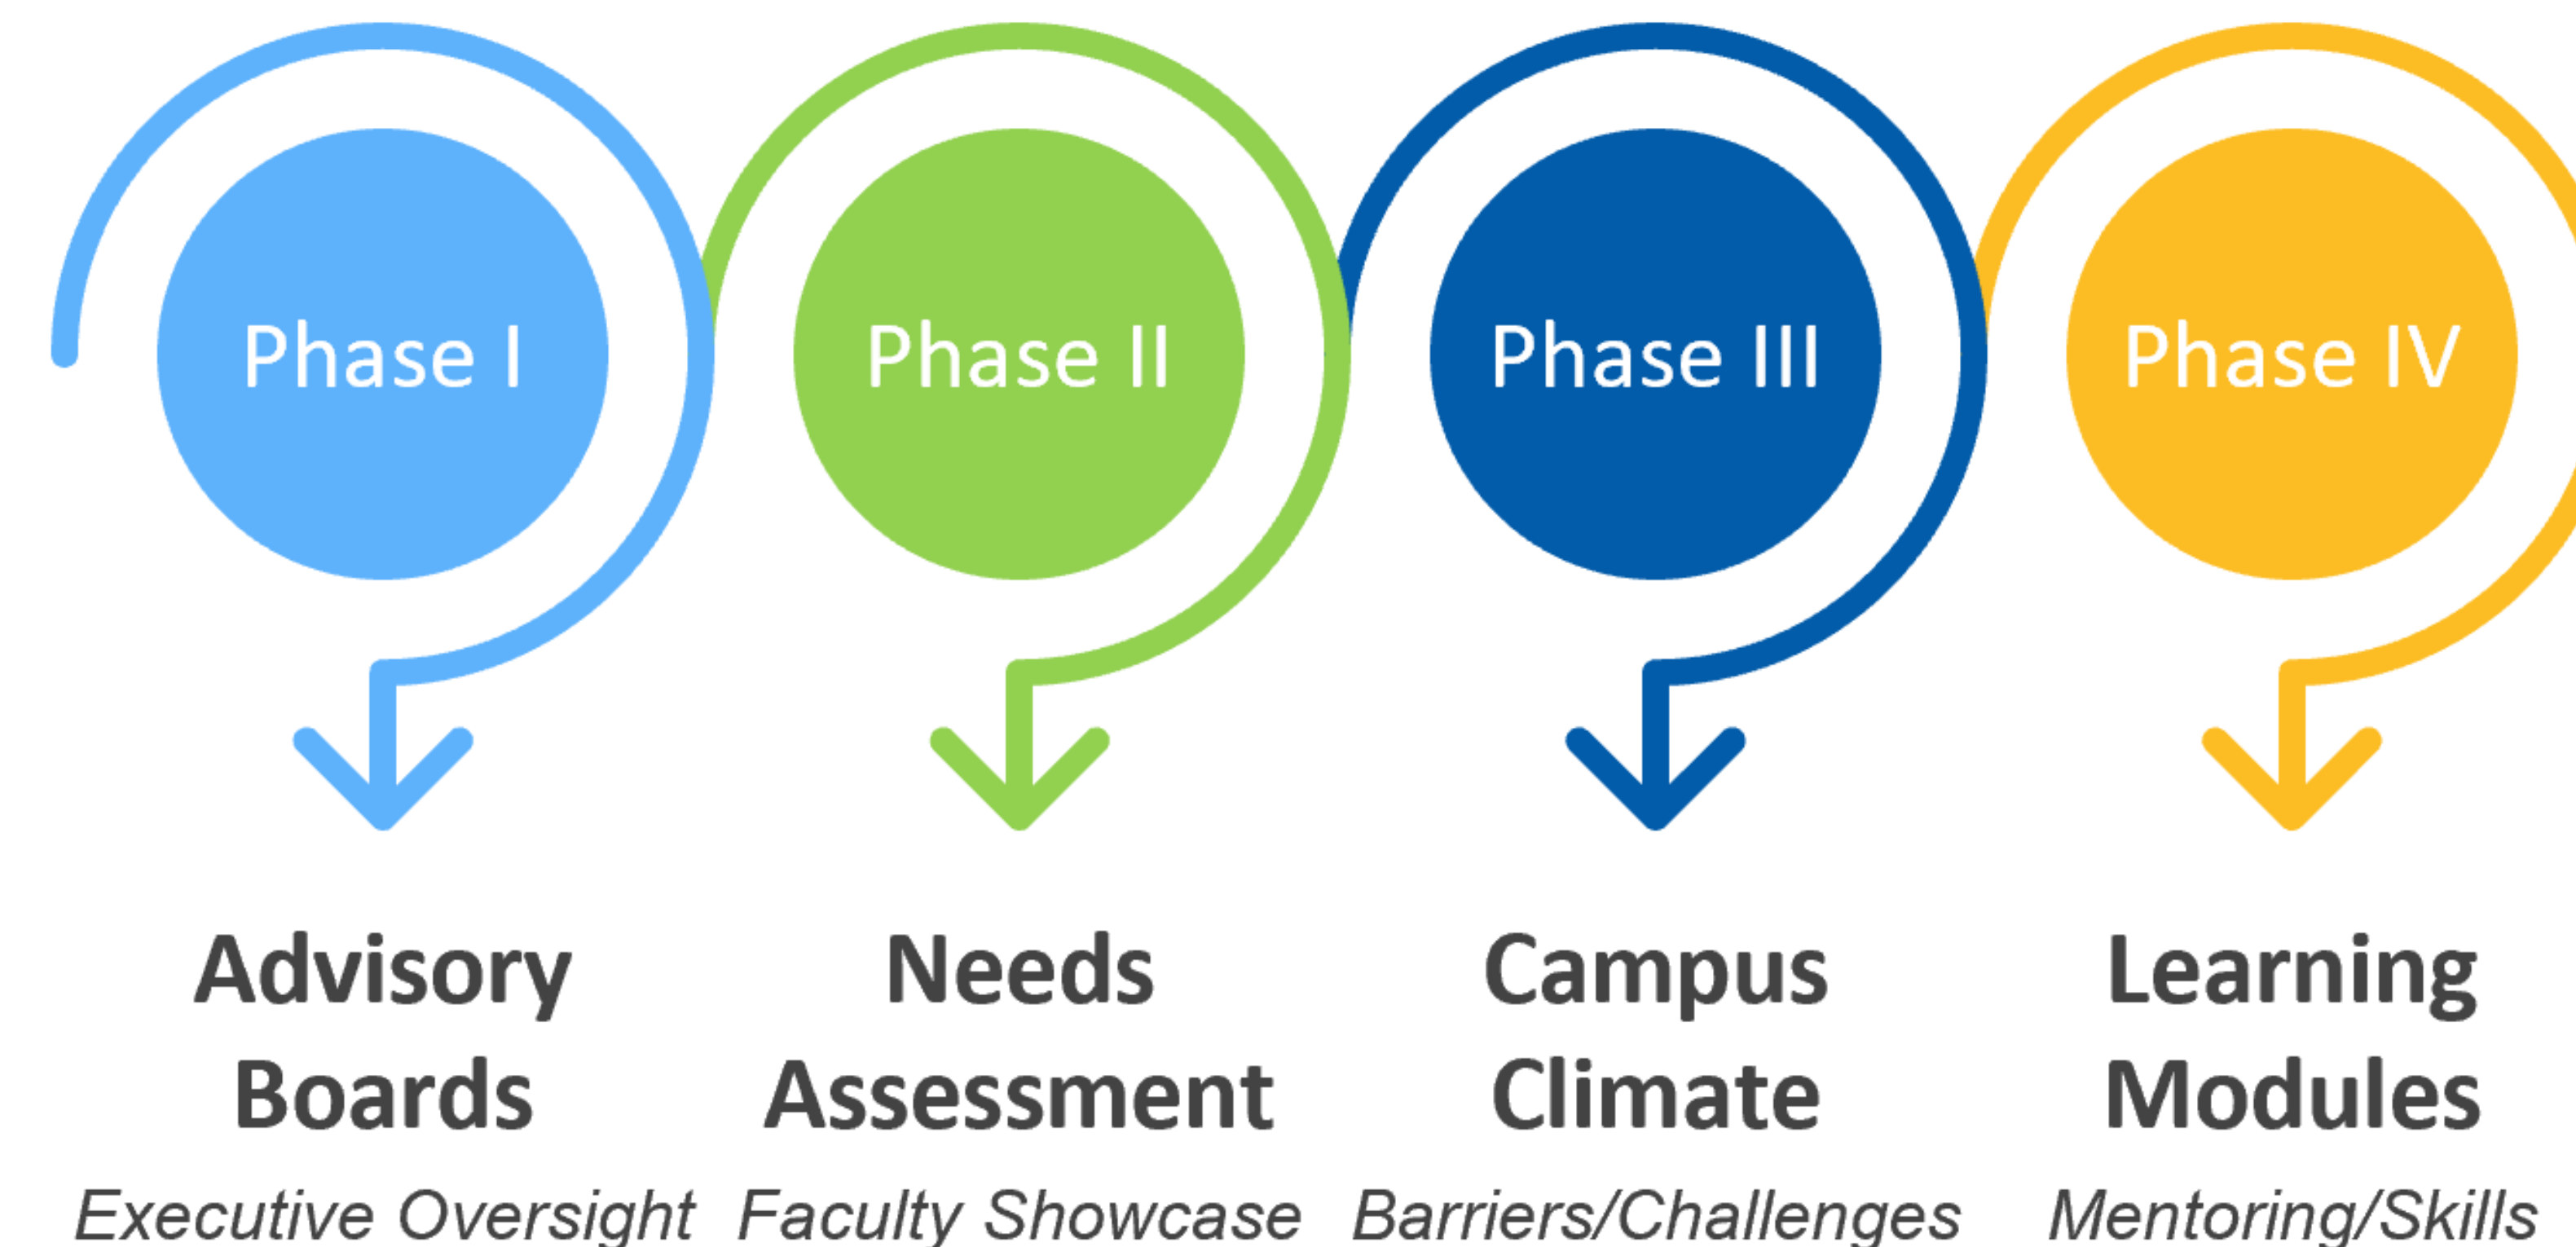 Phase I
Phase II
Phase III
Phase IV
Advisory
Boards
Executive Oversight
Needs
Assessment
Faculty Showcase
Campus
Climate
Barriers/Challenges
Learning
Modules
Mentoring/Skills